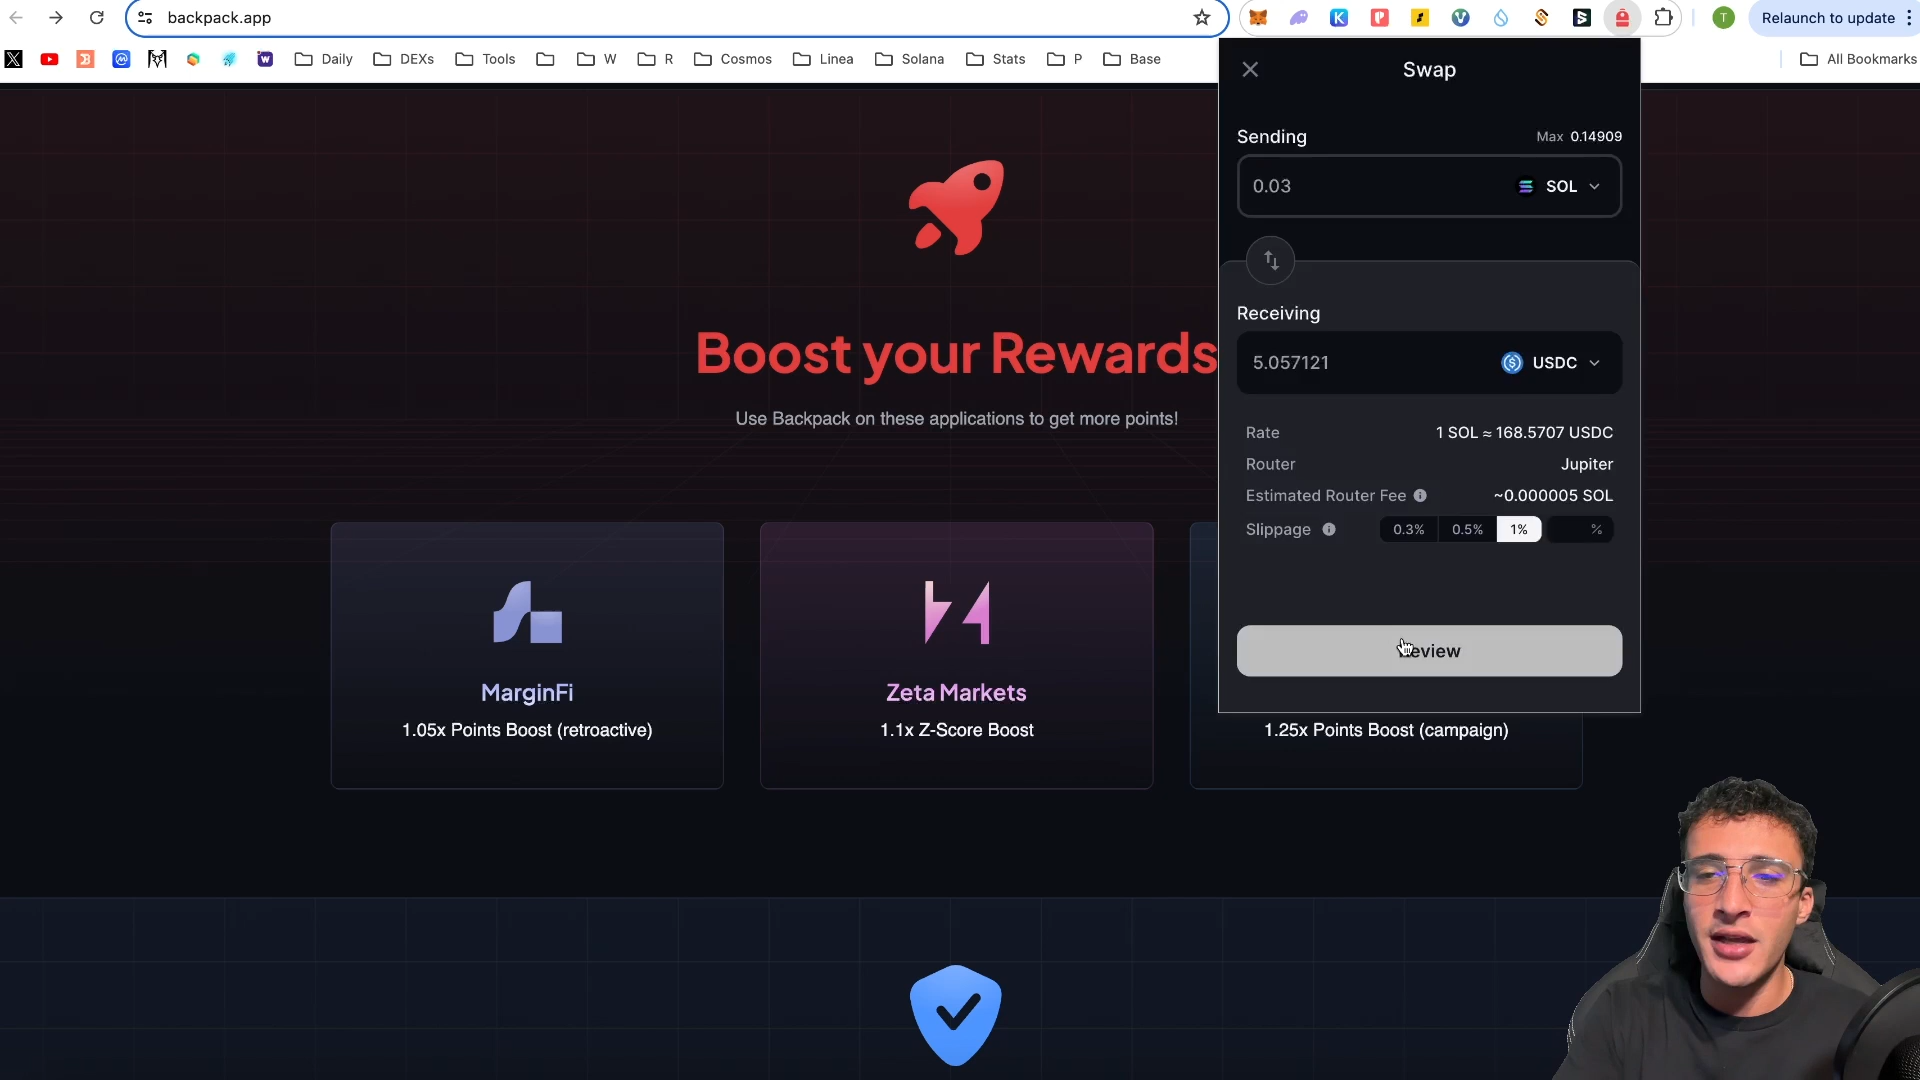 backpack.app
T
Relaunch to update
Daily
DEXs
Tools
W
R
Cosmos
Linea
Solana
Stats
P
Base
All Bookmarks
Swap
Sending
Max 0.14909
0.03
SOL
Receiving
5.057121
USDC
Rate
1 SOL ≈ 168.5707 USDC
Router
Jupiter
Estimated Router Fee
~0.000005 SOL
Slippage
0.3%
0.5%
1%
%
Review
Boost your Rewards
Use Backpack on these applications to get more points!
MarginFi
1.05x Points Boost (retroactive)
Zeta Markets
1.1x Z-Score Boost
1.25x Points Boost (campaign)